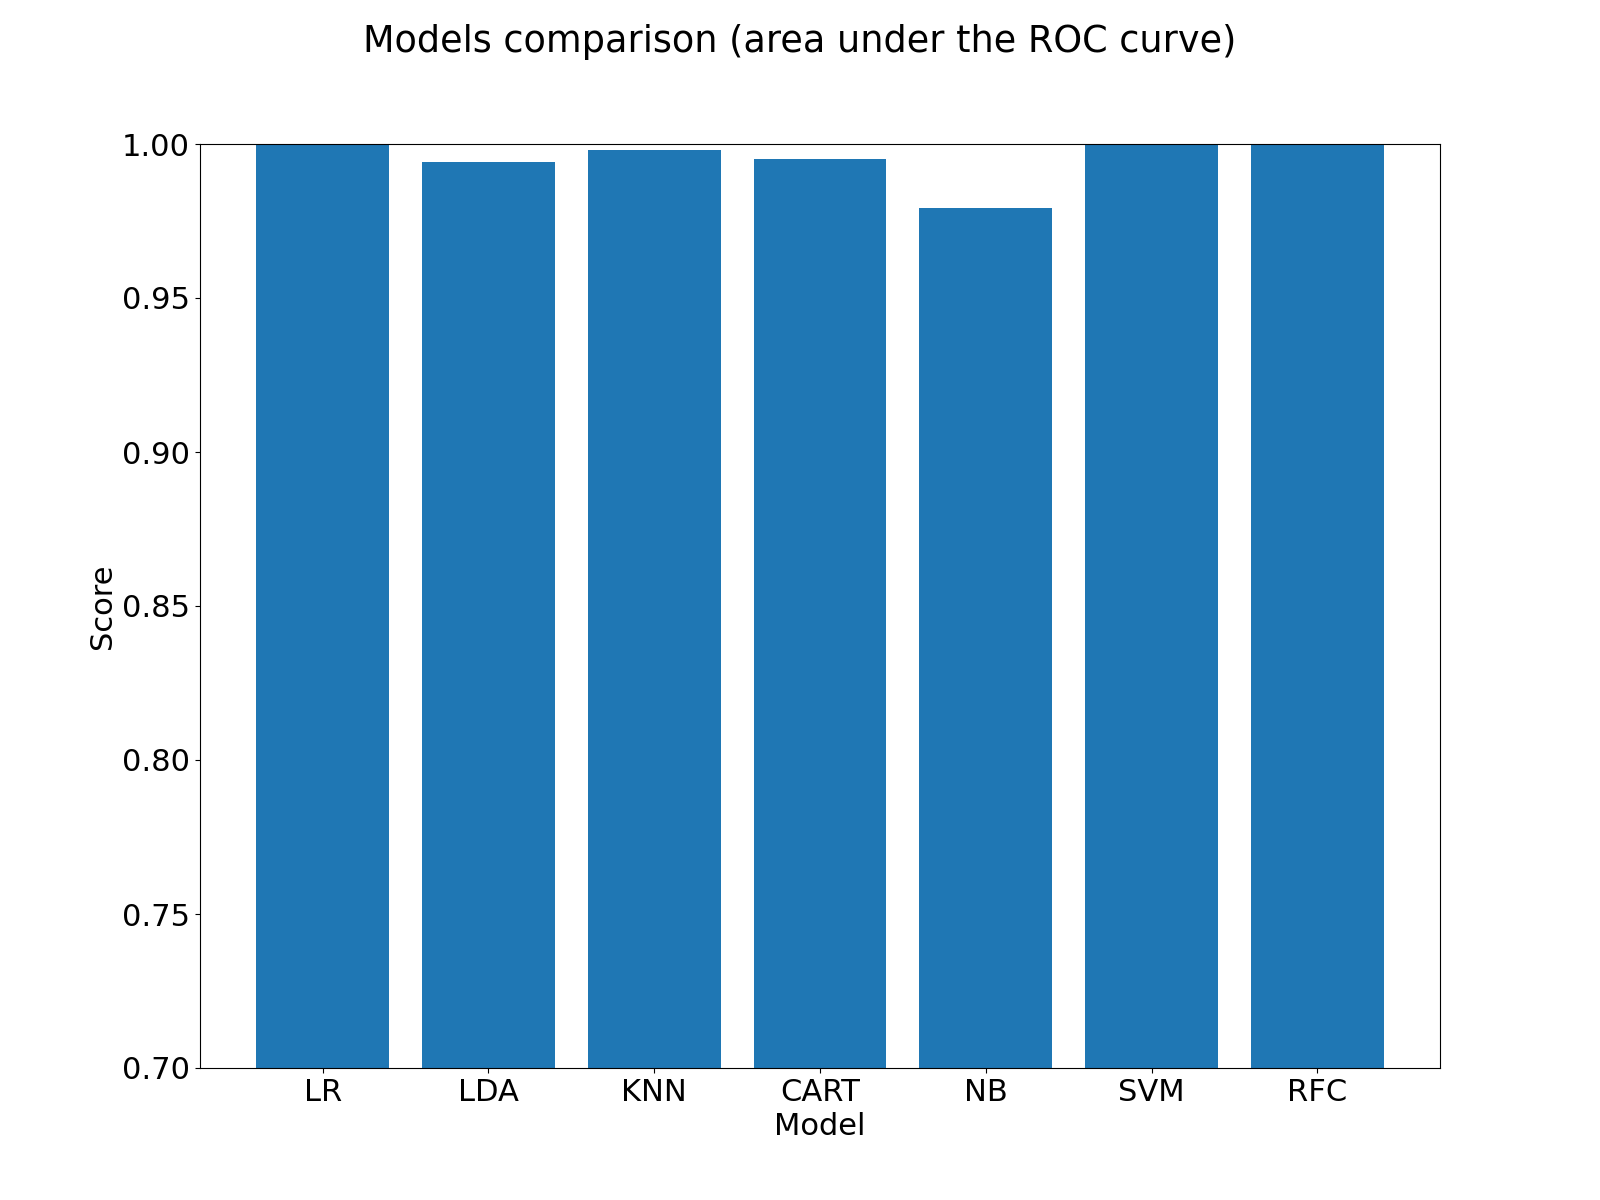 Models comparison (area under the ROC curve)
1.00
0.95
0.90
0.85
0.80
0.75
0.70
Score
LR LDA KNN CART NB SVM RFC
Model